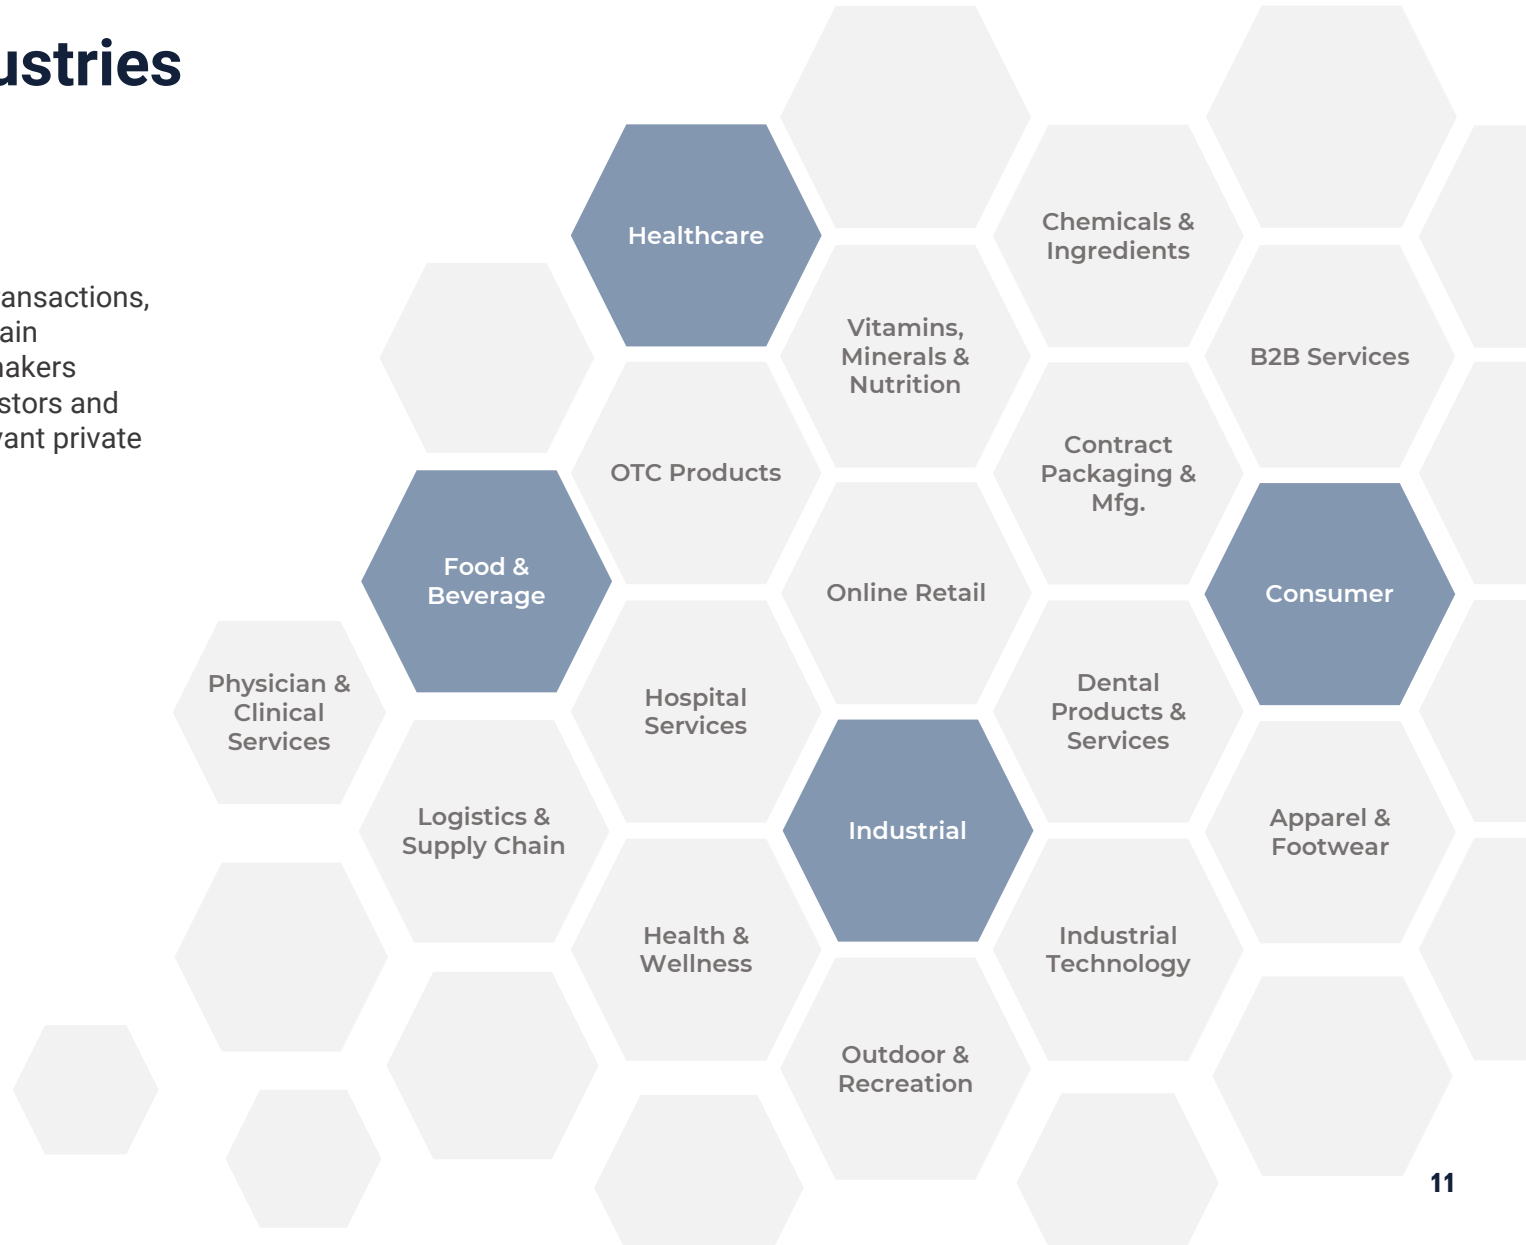 ustries
ansactions,
ain
nakers
stors and
vant private
Healthcare
Chemicals &
Ingredients
Vitamins,
Minerals &
Nutrition
B2B Services
OTC Products
Contract
Packaging &
Mfg.
Food &
Beverage
Online Retail
Consumer
Physician &
Clinical
Services
Hospital
Services
Dental
Products &
Services
Logistics &
Supply Chain
Industrial
Apparel &
Footwear
Health &
Wellness
Industrial
Technology
Outdoor &
Recreation
11